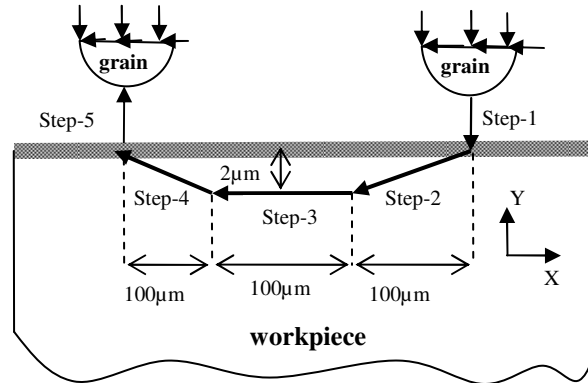 grain
grain
Step-5
Step-1
2µm
Step-4
Step-2
Step-3
Y
X
100µm
100µm
100µm
workpiece